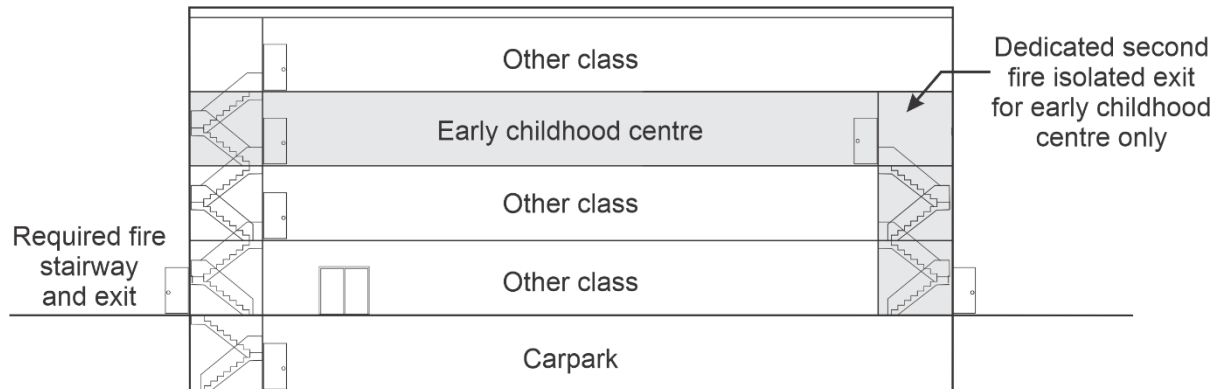 Other class
Dedicated second
fire isolated exit
for early childhood
centre only
Early childhood centre
Other class
Required fire
stairway
and exit
Other class
Carpark